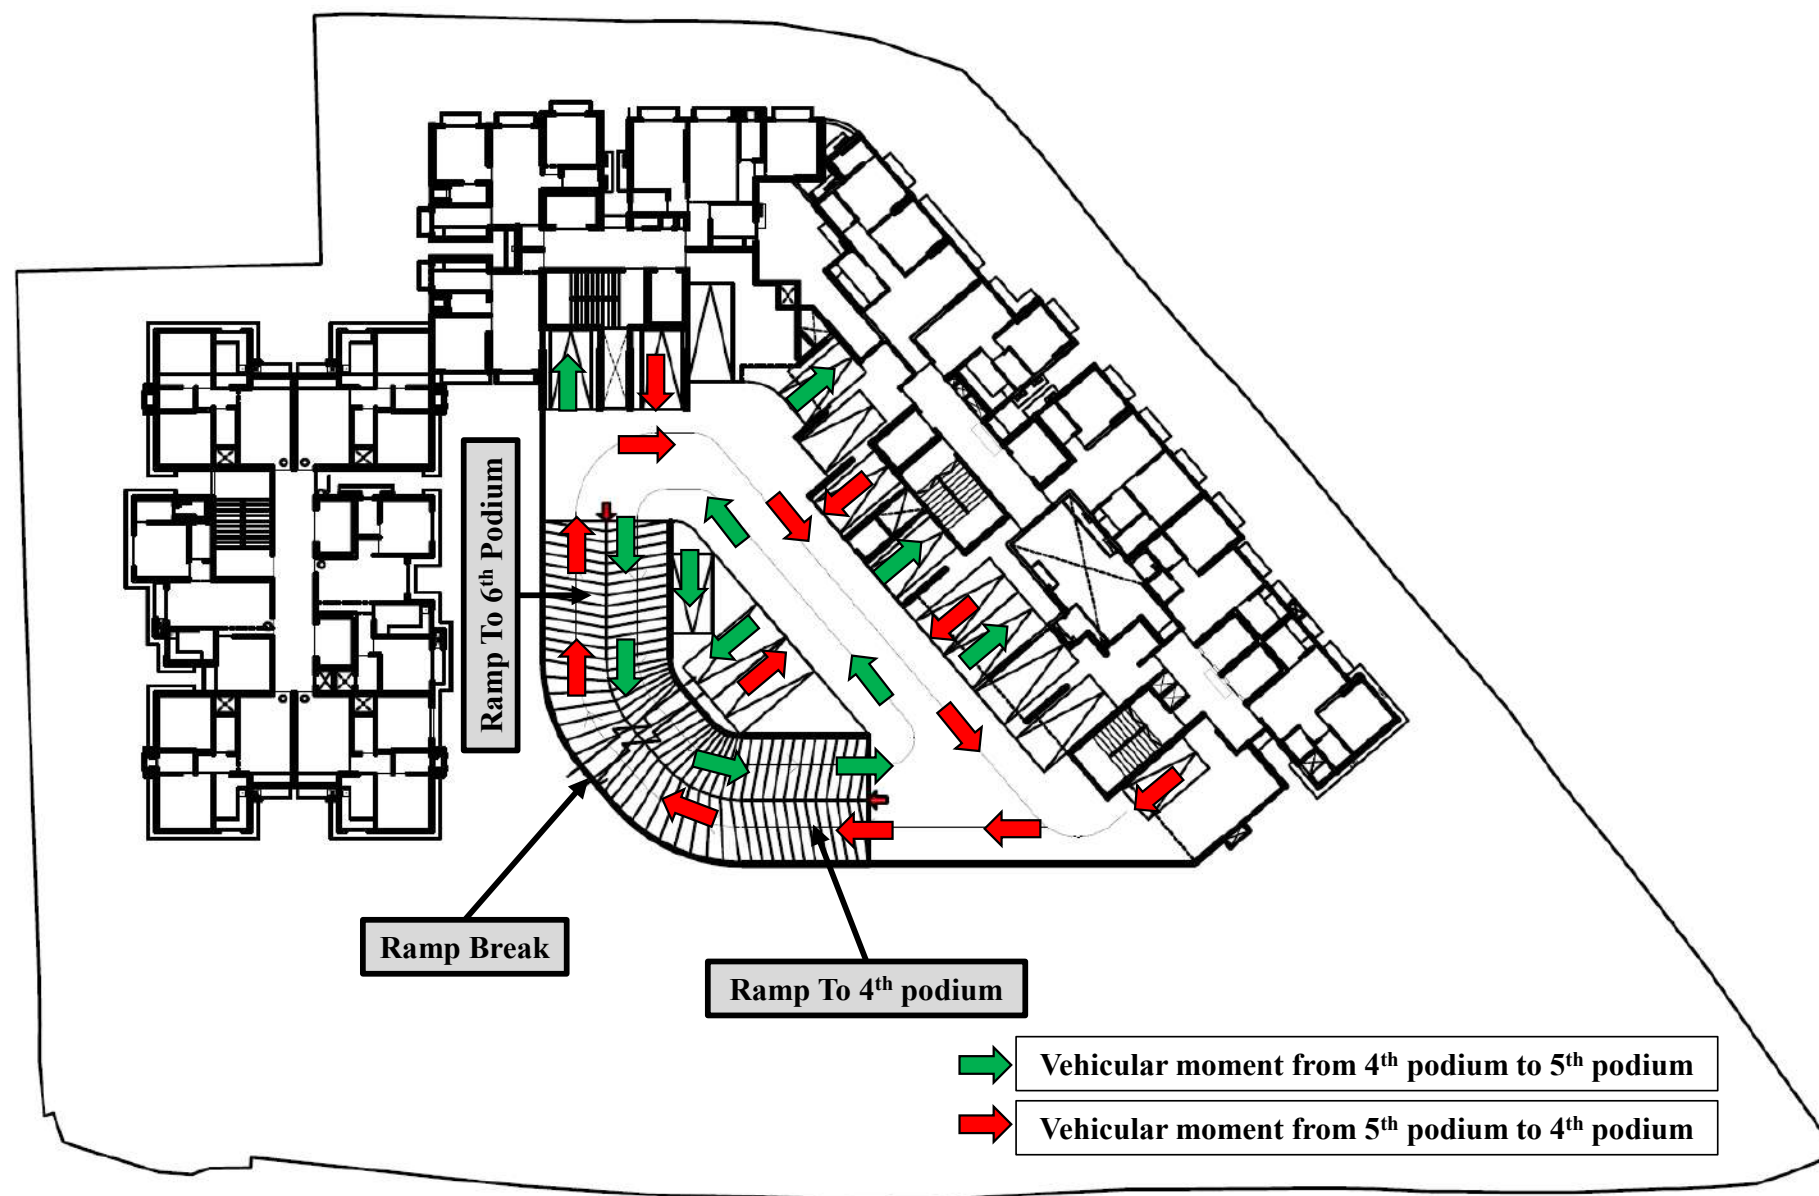 Ramp To 6th Podium
Ramp Break
Ramp To 4th podium
Vehicular moment from 4th podium to 5th podium
Vehicular moment from 5th podium to 4th podium